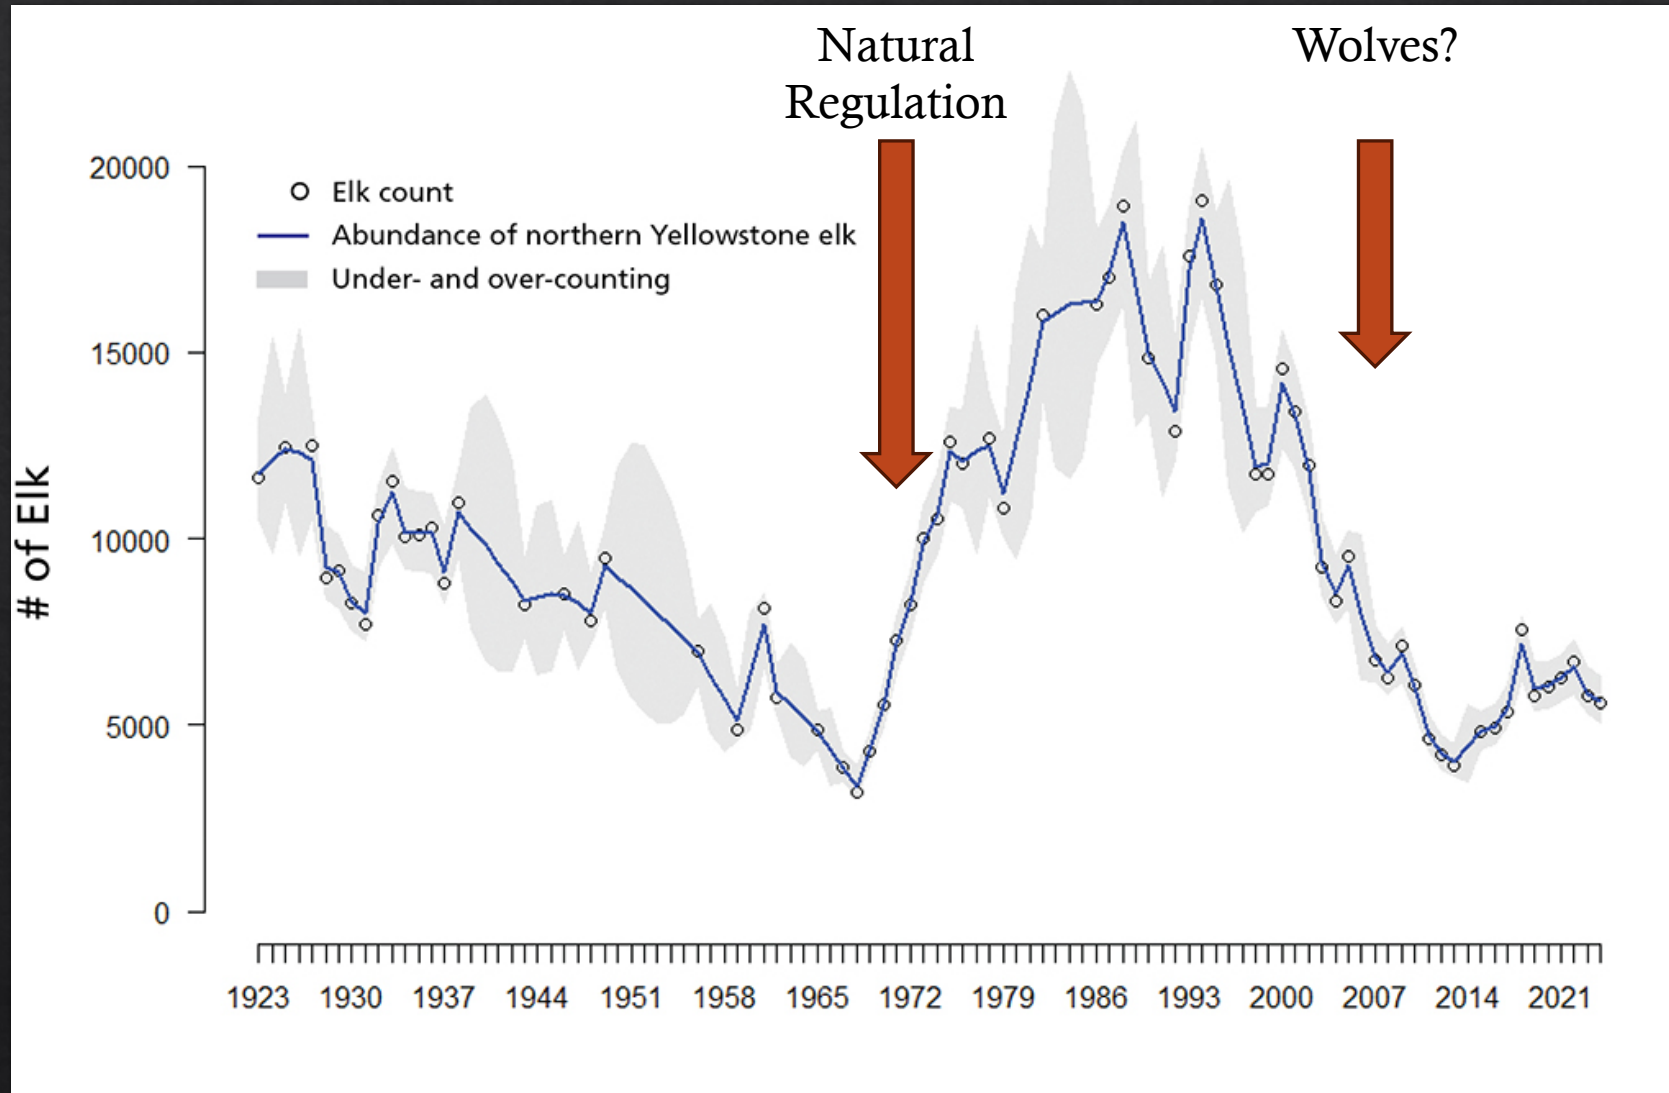 Natural
Regulation
Wolves?
Elk count
Abundance of northern Yellowstone elk
Under- and over-counting
# of Elk
20000
15000
10000
5000
0
1923 1930 1937 1944 1951 1958 1965 1972 1979 1986 1993 2000 2007 2014 2021